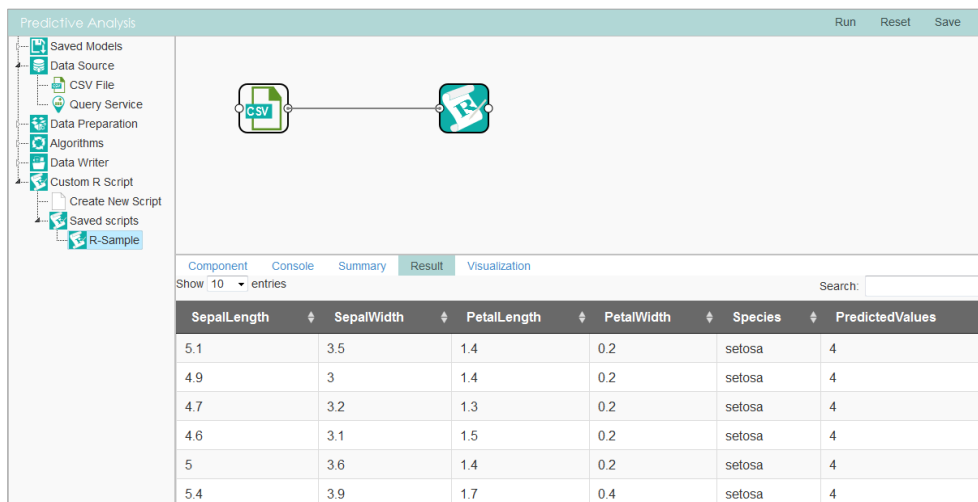 Predictive Analysis
Run Reset Save
Saved Models
Data Source
CSV File
Query Service
Data Preparation
Algorithms
Data Writer
Custom R Script
Create New Script
Saved scripts
R-Sample
CSV
R
Component Console Summary Result Visualization
Show 10 entries
Search:
SepalLength SepalWidth PetalLength PetalWidth Species PredictedValues
5.1 3.5 1.4 0.2 setosa 4
4.9 3 1.4 0.2 setosa 4
4.7 3.2 1.3 0.2 setosa 4
4.6 3.1 1.5 0.2 setosa 4
5 3.6 1.4 0.2 setosa 4
5.4 3.9 1.7 0.4 setosa 4